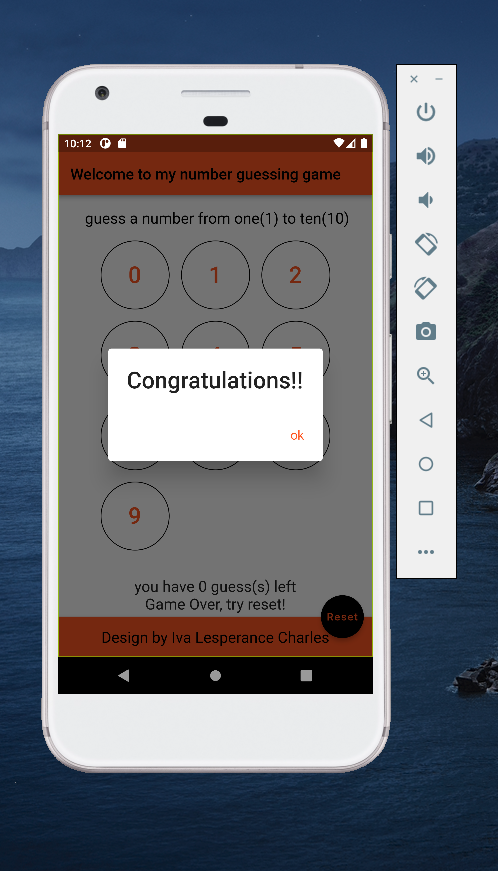 10:12
Welcome to my number guessing game
guess a number from one(1) to ten(10)
0 1 2
Congratulations!!
ok
9
you have 0 guess(s) left
Game Over, try reset!
Reset
Design by Iva Lesperance Charles